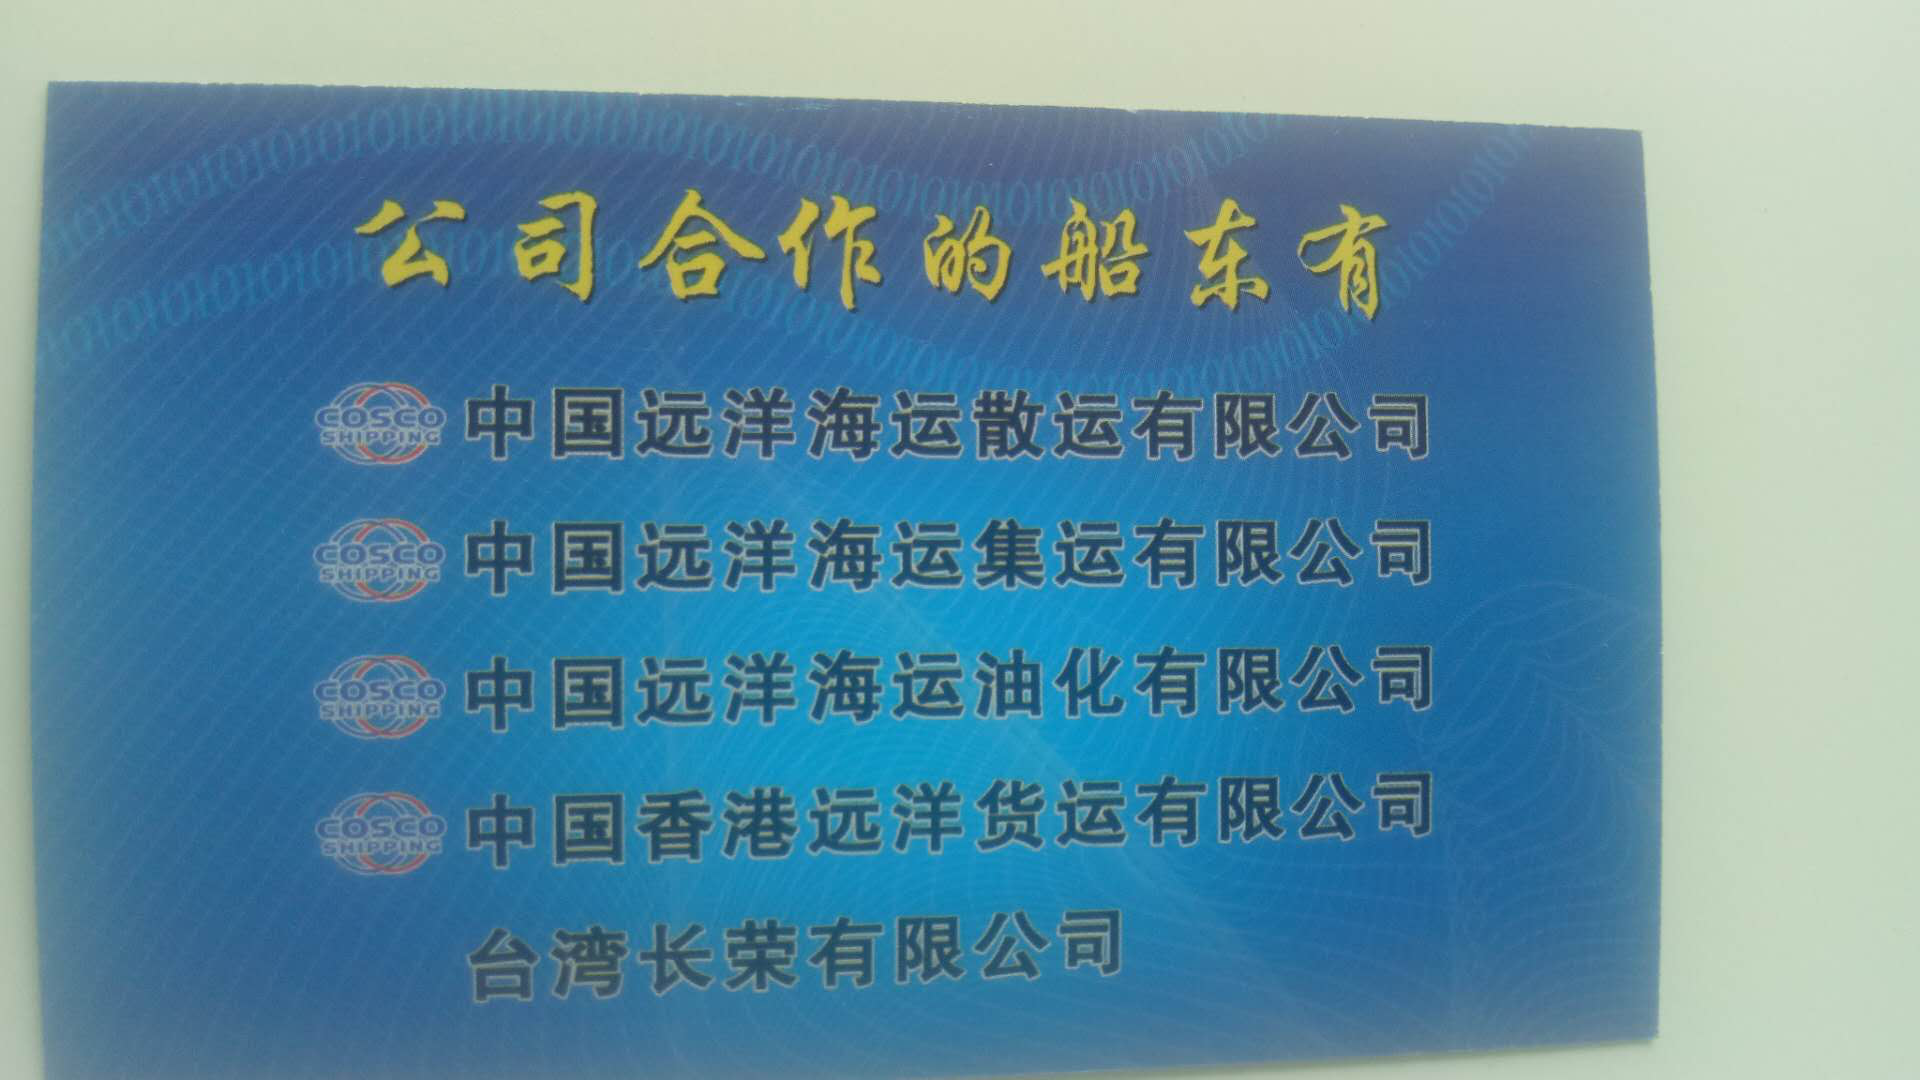 公司合作的船东有
COSCO SHIPPING 中国远洋海运散运有限公司
COSCO SHIPPING 中国远洋海运集运有限公司
COSCO SHIPPING 中国远洋海运油化有限公司
COSCO SHIPPING 中国香港远洋货运有限公司
台湾长荣有限公司